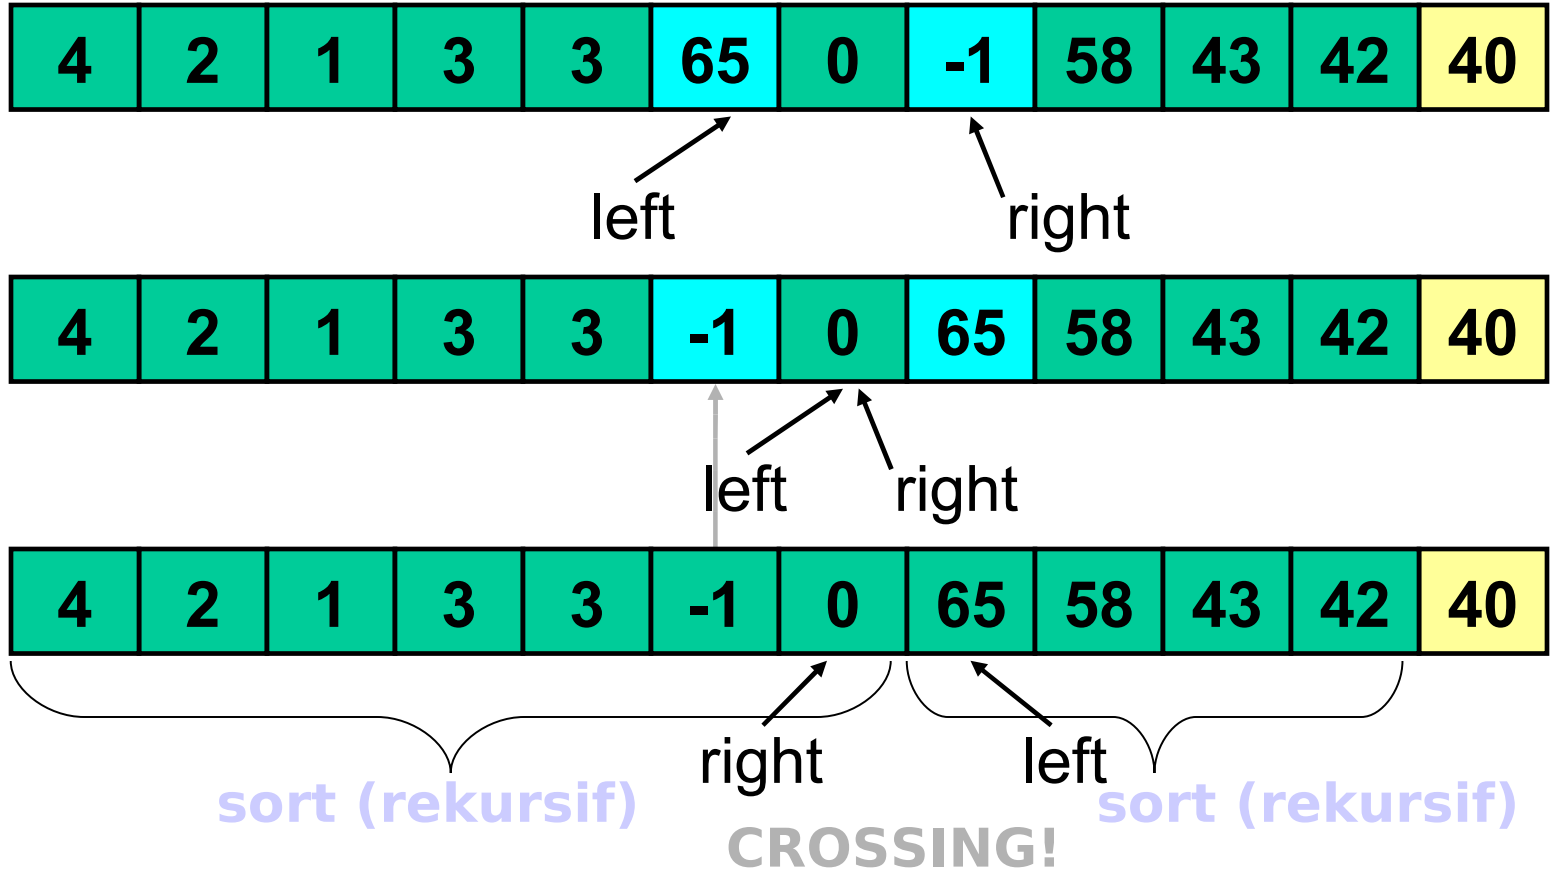 4 2 1 3 3 65 0 -1 58 43 42 40
left right
4 2 1 3 3 -1 0 65 58 43 42 40
left right
4 2 1 3 3 -1 0 65 58 43 42 40
right left
sort (rekursif) sort (rekursif)
CROSSING!